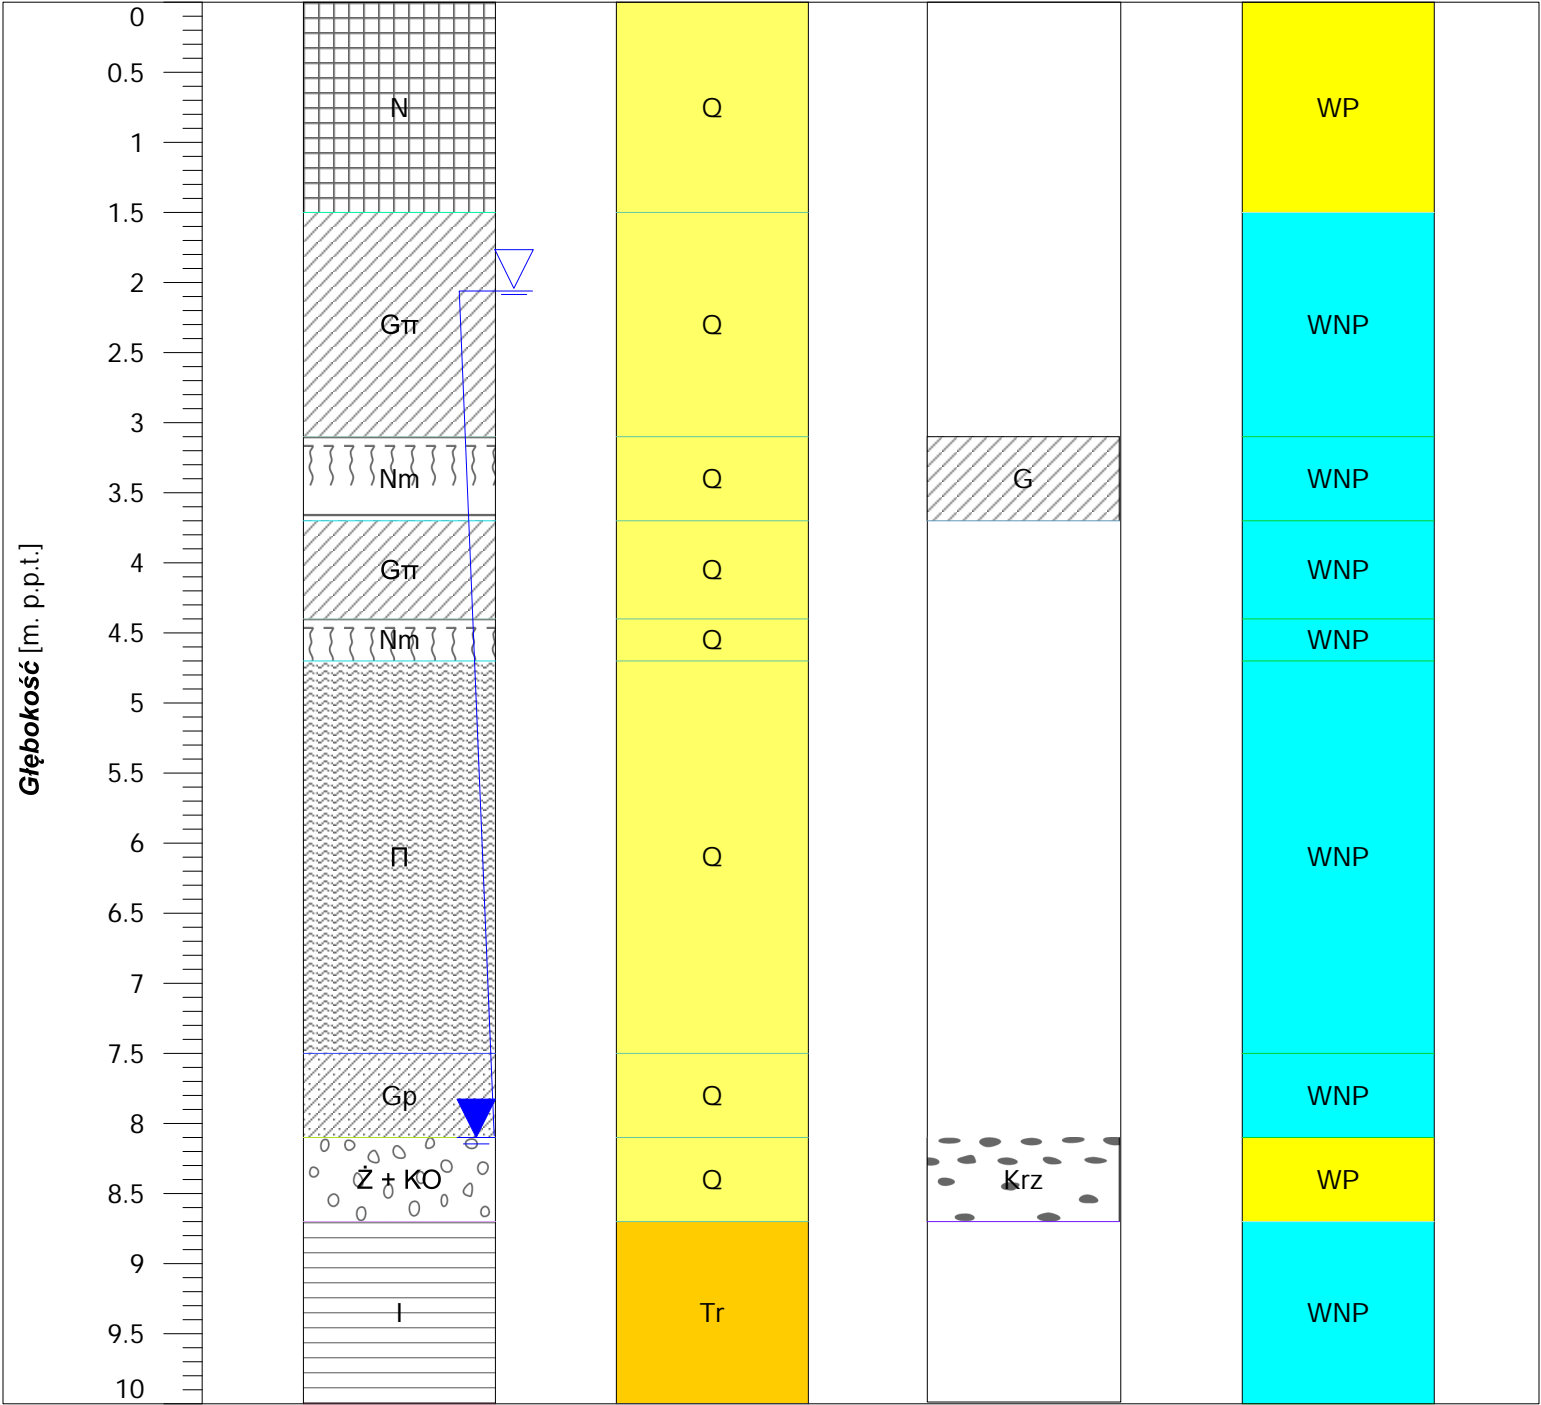 Głębokość [m. p.p.t.]
0
0.5
N Q WP
1
1.5
2
Gπ Q WNP
2.5
3
Nm Q G WNP
3.5
4
Gπ Q WNP
4.5
Nm Q WNP
5
5.5
6
Π Q WNP
6.5
7
7.5
Gp Q WNP
8
Ż + KO Q Krz WP
8.5
9
I Tr WNP
9.5
10